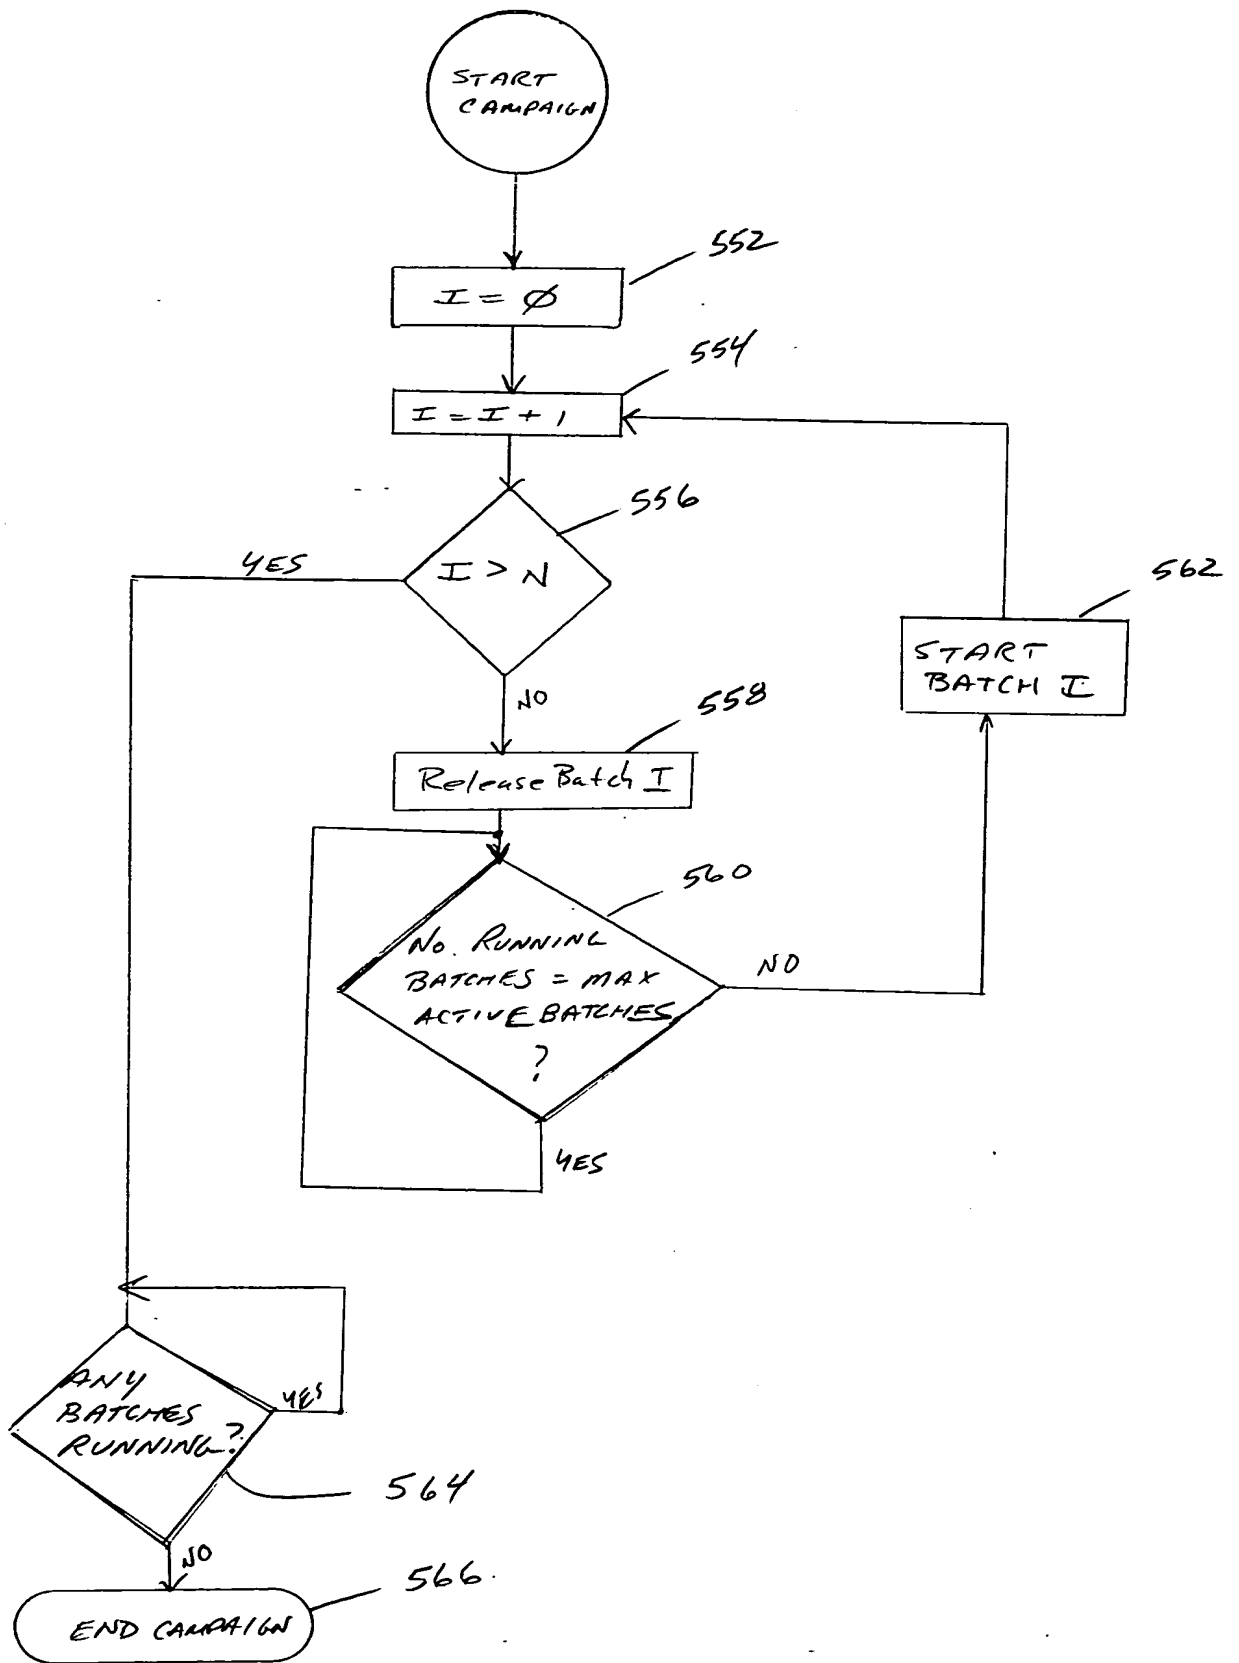 START
CAMPAIGN
552
I = Ø
554
I = I + 1
556
I > N
YES
562
START
BATCH I
NO
558
Release Batch I
560
No. RUNNING
BATCHES = MAX
ACTIVE BATCHES
?
NO
YES
ANY
BATCHES
RUNNING?
YES
564
NO
566.
END CAMPAIGN